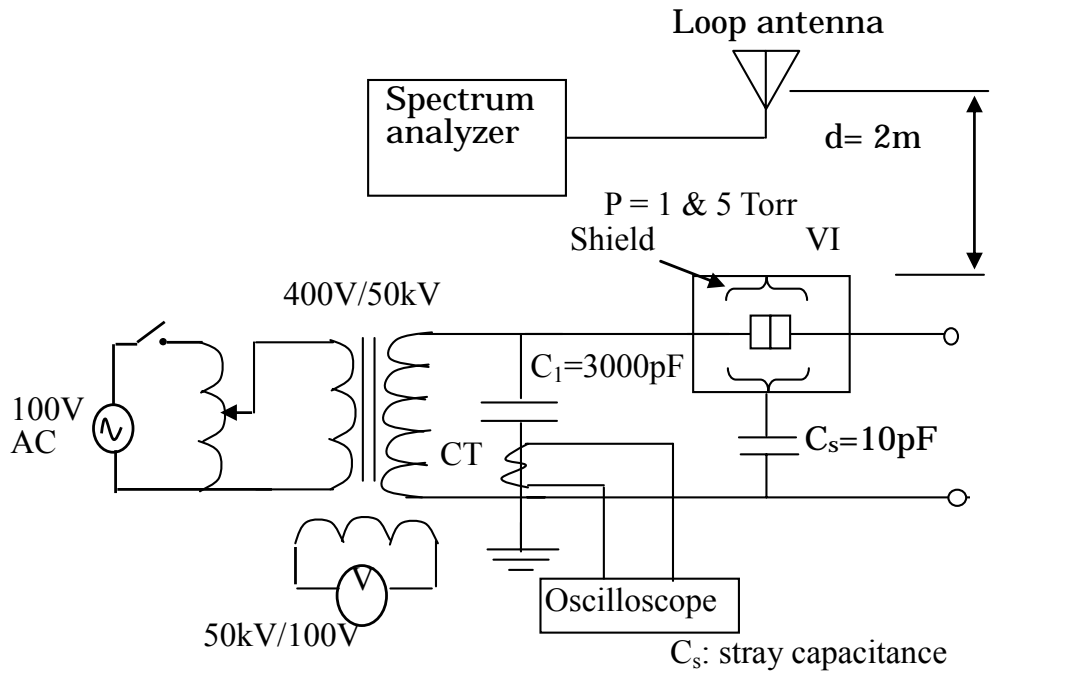 Loop antenna
Spectrum
analyzer
d= 2m
P = 1 & 5 Torr
Shield
VI
400V/50kV
C₁=3000pF
100V
AC
CT
Cₛ=10pF
V
50kV/100V
Oscilloscope
Cₛ: stray capacitance